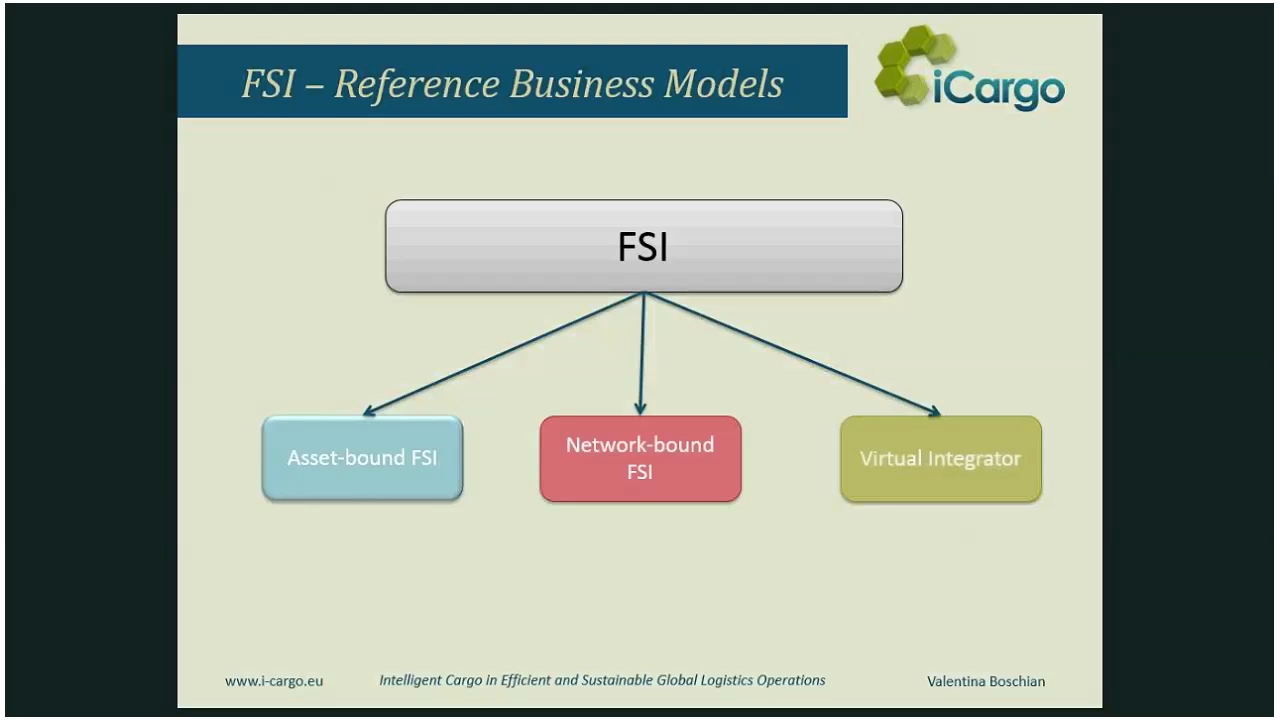 FSI – Reference Business Models
iCargo
FSI
Asset-bound FSI
Network-bound
FSI
Virtual Integrator
www.i-cargo.eu
Intelligent Cargo in Efficient and Sustainable Global Logistics Operations
Valentina Boschian